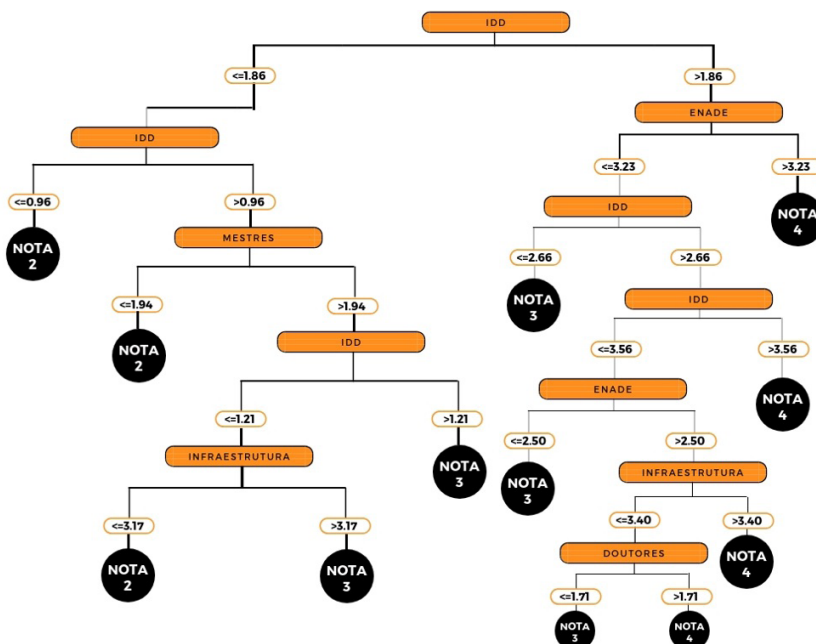 IDD
<=1.86
>1.86
IDD
ENADE
<=0.96
>0.96
<=3.23
>3.23
NOTA
2
MESTRES
IDD
NOTA
4
<=1.94
>1.94
<=2.66
>2.66
NOTA
2
IDD
NOTA
3
IDD
<=1.21
>1.21
<=3.56
>3.56
INFRAESTRUTURA
NOTA
3
ENADE
NOTA
4
<=3.17
>3.17
<=2.50
>2.50
NOTA
2
NOTA
3
NOTA
3
INFRAESTRUTURA
<=3.40
>3.40
DOUTORES
NOTA
4
<=1.71
>1.71
NOTA
3
NOTA
4